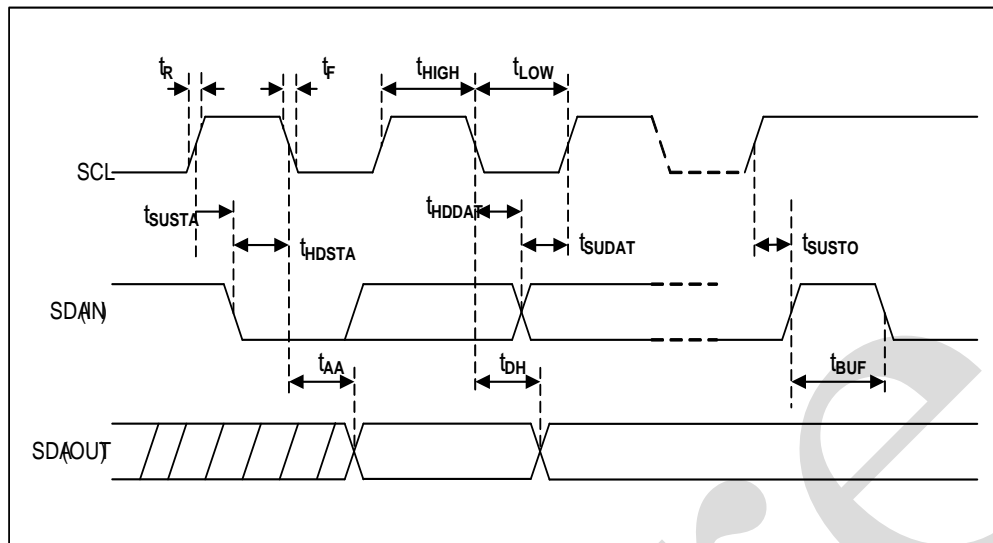 tR tF tHIGH tLOW
SCL
tSUSTA tHDSTA tHDDAT tSUDAT tSUSTO
SDA(IN)
tAA tDH tBUF
SDA(OUT)